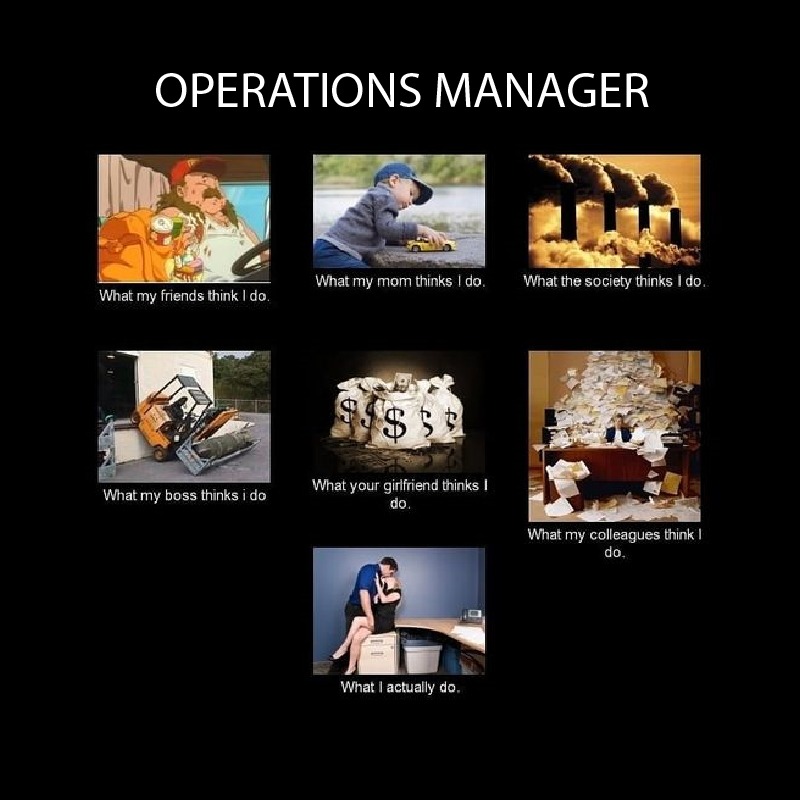 OPERATIONS MANAGER
What my friends think I do.
What my mom thinks I do.
What the society thinks I do.
What my boss thinks i do
$ $ $ $ $
What your girlfriend thinks I
do.
What my colleagues think I
do.
What I actually do.